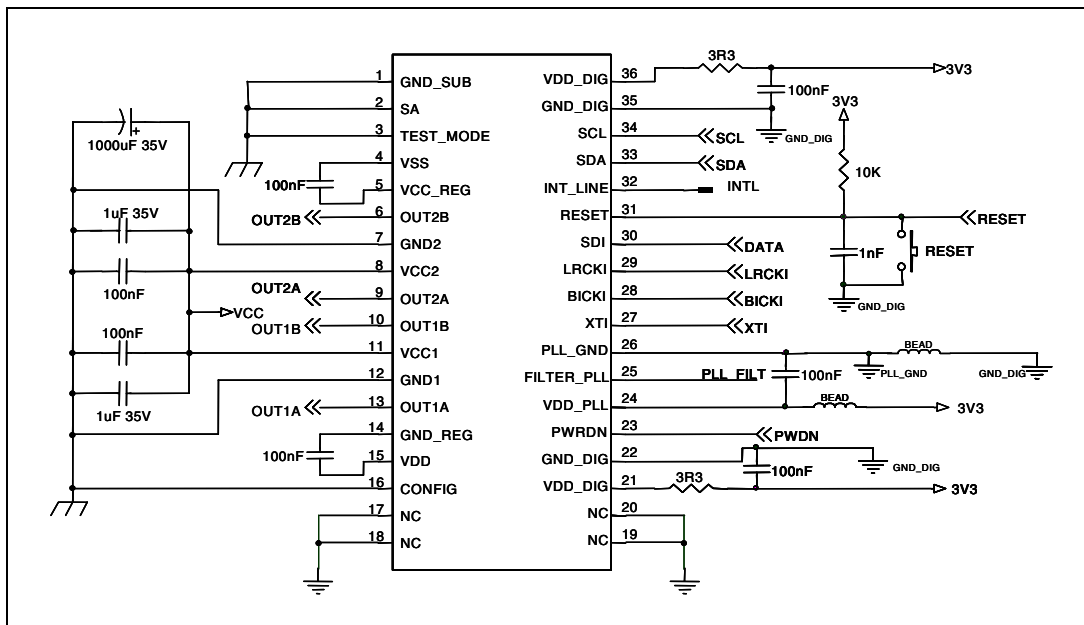 1000uF 35V
+
1uF 35V
100nF
VCC
100nF
1uF 35V
100nF
OUT2B
OUT2A
OUT1B
OUT1A
100nF
1 GND_SUB
2 SA
3 TEST_MODE
4 VSS
5 VCC_REG
6 OUT2B
7 GND2
8 VCC2
9 OUT2A
10 OUT1B
11 VCC1
12 GND1
13 OUT1A
14 GND_REG
15 VDD
16 CONFIG
17 NC
18 NC
VDD_DIG 36
GND_DIG 35
SCL 34
SDA 33
INT_LINE 32
RESET 31
SDI 30
LRCKI 29
BICKI 28
XTI 27
PLL_GND 26
FILTER_PLL 25
VDD_PLL 24
PWRDN 23
GND_DIG 22
VDD_DIG 21
NC 20
NC 19
3R3
3V3
100nF
GND_DIG
3V3
SCL
SDA
INTL
10K
RESET
1nF
RESET
GND_DIG
DATA
LRCKI
BICKI
XTI
BEAD
PLL_FILT
100nF
PLL_GND
GND_DIG
BEAD
3V3
PWDN
100nF
GND_DIG
3R3
3V3